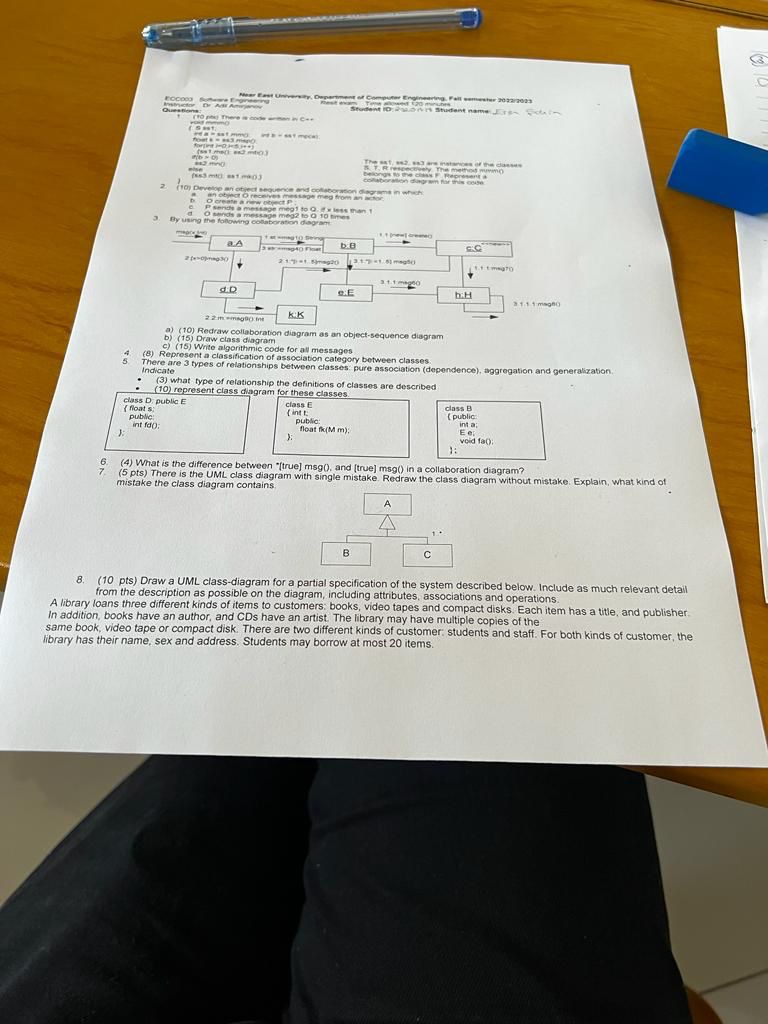 Near East University, Department of Computer Engineering, Fall semester 2022/2023
ECC003 Software Engineering Resit exam Time allowed 120 minutes
Instructor Dr Adil Amirjanov Student ID: Student name:
Questions:
1. (10 pts) There is code written in C++
void mmm()
{ S ss1;
int a = ss1.mm(); int b = ss1.mpc(a);
float k = ss3.msp();
for(int i=0;i<5;i++)
{ss1.ms(); ss2.mb();}
if(b > 0)
ss2.mn();
else
{ss3.mt(); ss1.mk();}
}
The ss1, ss2, ss3 are instances of the classes
S, T, R respectively. The method mmm()
belongs to the class F. Represent a
collaboration diagram for this code.
2. (10) Develop an object sequence and collaboration diagrams in which:
a. an object O receives message meg from an actor;
b. O create a new object P;
c. P sends a message meg1 to Q, if x less than 1
d. O sends a message meg2 to Q 10 times
3. By using the following collaboration diagram:
msg(x:Int)
a:A
1:st:=msg1():String
3:str:=msg4():Float
b:B
1.1:[new] create()
<<new>>
c:C
2:[x>0]msg3()
2.1:*[i:=1..5]msg2()
3.1:*[i:=1..5] msg5()
1.1.1:msg7()
d:D
e:E
3.1.1:msg6()
h:H
3.1.1.1:msg8()
2.2:m:=msg9():Int
k:K
a) (10) Redraw collaboration diagram as an object-sequence diagram
b) (15) Draw class diagram
c) (15) Write algorithmic code for all messages
4. (8) Represent a classification of association category between classes.
5. There are 3 types of relationships between classes: pure association (dependence), aggregation and generalization.
Indicate
• (3) what type of relationship the definitions of classes are described
• (10) represent class diagram for these classes.
class D: public E
{ float s;
public:
int fd();
};
class E
{ int t;
public:
float fk(M m);
};
class B
{ public:
int a;
E e;
void fa();
};
6. (4) What is the difference between *[true] msg(), and [true] msg() in a collaboration diagram?
7. (5 pts) There is the UML class diagram with single mistake. Redraw the class diagram without mistake. Explain, what kind of
mistake the class diagram contains.
A
1..*
B
C
8. (10 pts) Draw a UML class-diagram for a partial specification of the system described below. Include as much relevant detail
from the description as possible on the diagram, including attributes, associations and operations.
A library loans three different kinds of items to customers: books, video tapes and compact disks. Each item has a title, and publisher.
In addition, books have an author, and CDs have an artist. The library may have multiple copies of the
same book, video tape or compact disk. There are two different kinds of customer: students and staff. For both kinds of customer, the
library has their name, sex and address. Students may borrow at most 20 items.